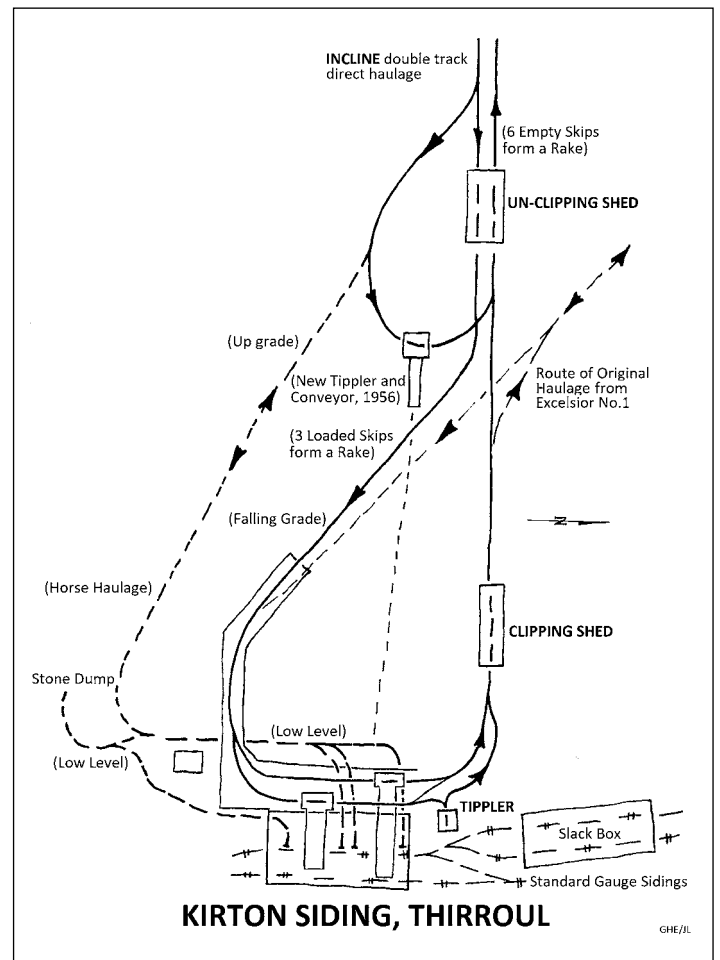 INCLINE double track
direct haulage
(6 Empty Skips
form a Rake)
UN-CLIPPING SHED
(Up grade)
(New Tippler and
Conveyor, 1956)
Route of Original
Haulage from
Excelsior No.1
(3 Loaded Skips
form a Rake)
(Falling Grade)
N
(Horse Haulage)
CLIPPING SHED
Stone Dump
(Low Level)
(Low Level)
TIPPLER
Slack Box
Standard Gauge Sidings
KIRTON SIDING, THIRROUL
GHE/JL